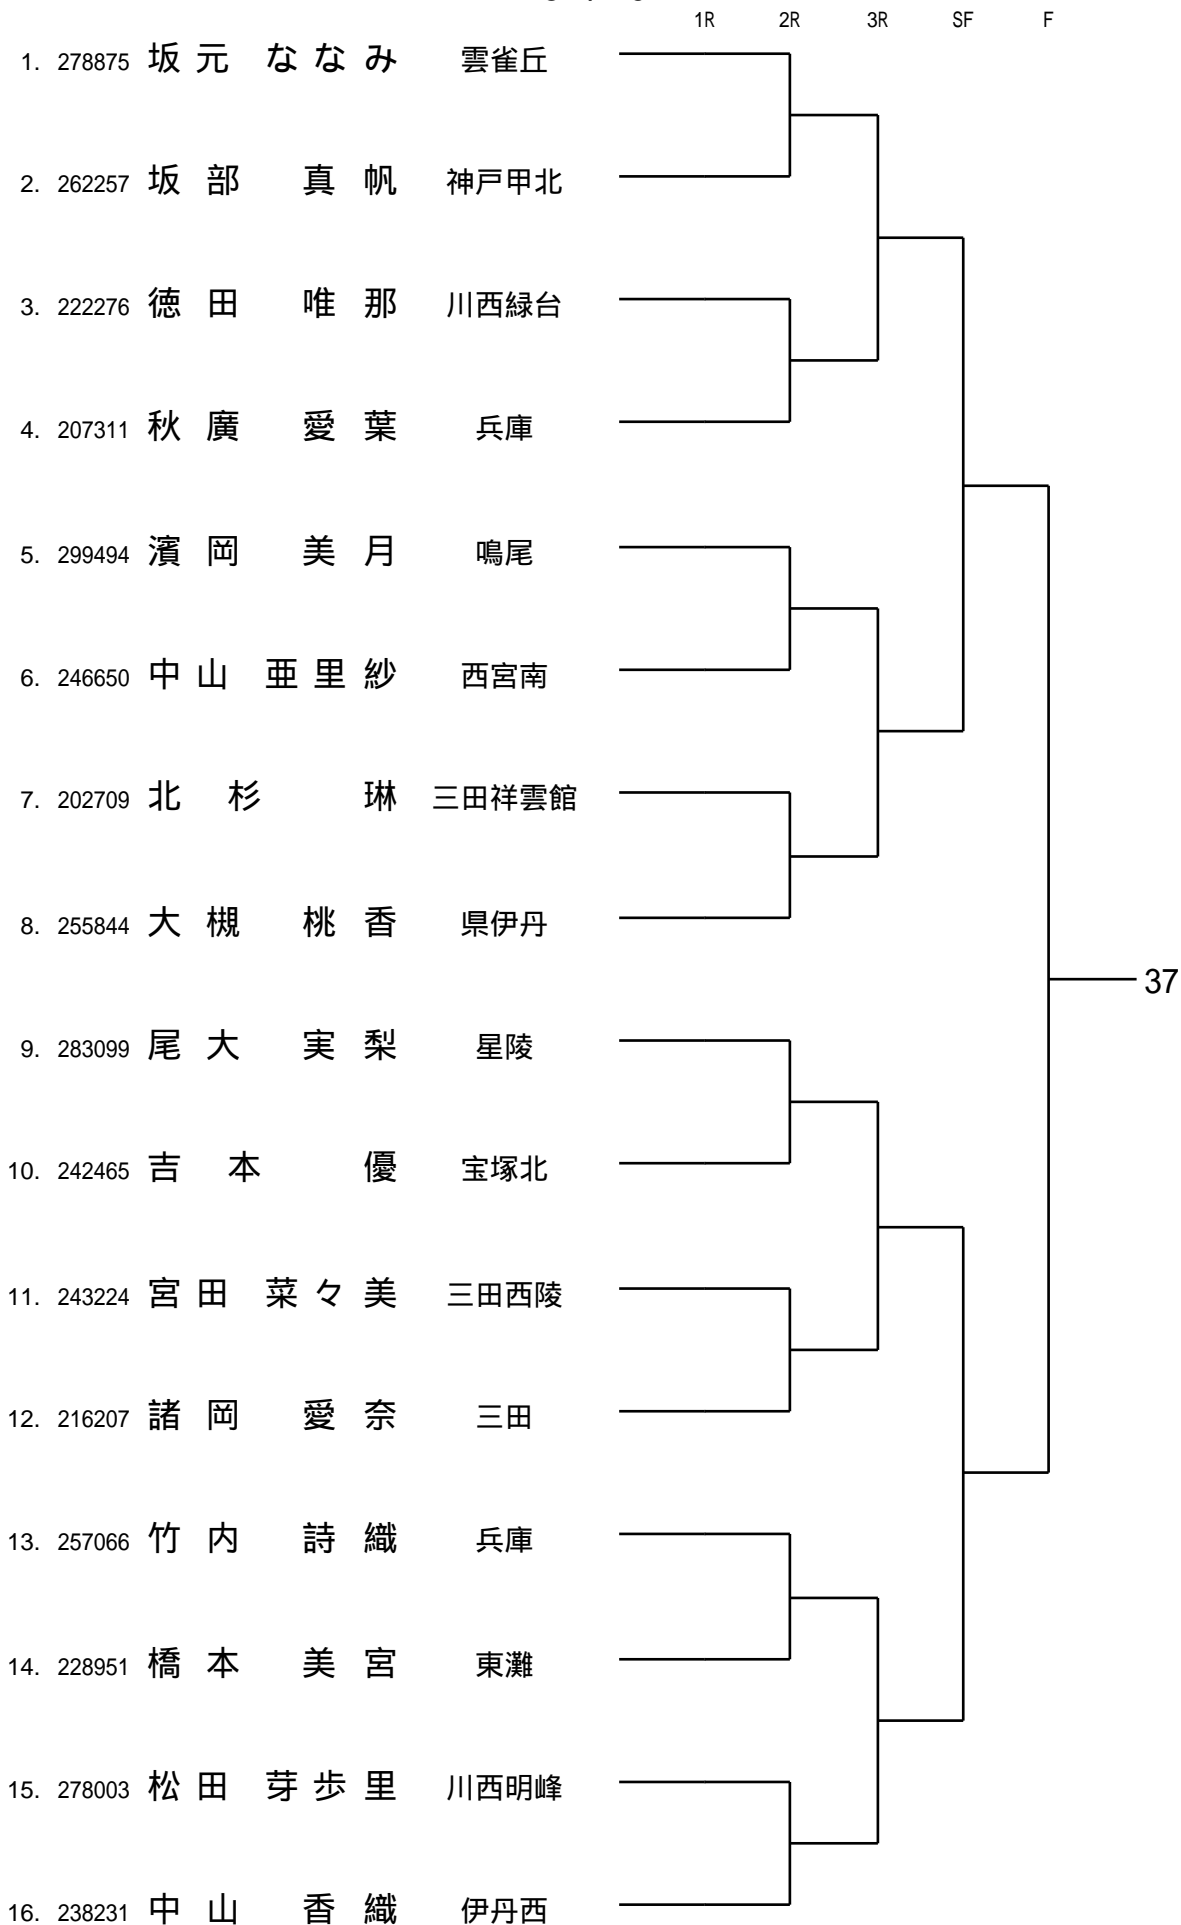 1R 2R 3R SF F
1. 278875 坂元 ななみ 雲雀丘
2. 262257 坂部 真帆 神戸甲北
3. 222276 徳田 唯那 川西緑台
4. 207311 秋廣 愛葉 兵庫
5. 299494 濱岡 美月 鳴尾
6. 246650 中山 亜里紗 西宮南
7. 202709 北杉 琳 三田祥雲館
8. 255844 大槻 桃香 県伊丹
37
9. 283099 尾大 実梨 星陵
10. 242465 吉本 優 宝塚北
11. 243224 宮田 菜々美 三田西陵
12. 216207 諸岡 愛奈 三田
13. 257066 竹内 詩織 兵庫
14. 228951 橋本 美宮 東灘
15. 278003 松田 芽歩里 川西明峰
16. 238231 中山 香織 伊丹西